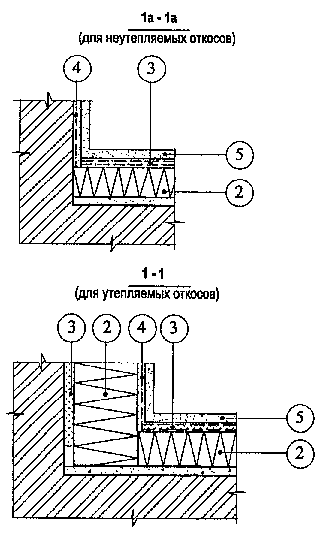 1а - 1а
(для неутепляемых откосов)
4 3
5
2
1 - 1
(для утепляемых откосов)
3 2 4 3
5
2